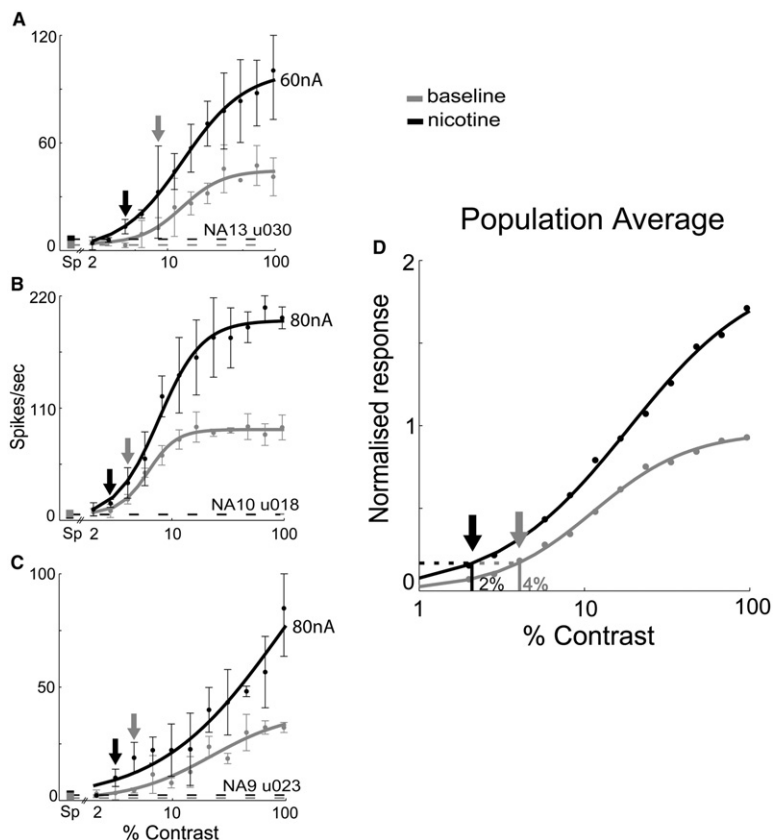 A
120
60
0
Sp
2
10
100
60nA
NA13 u030
B
220
110
0
Spikes/sec
Sp
2
10
100
80nA
NA10 u018
C
100
50
0
Sp
2
10
100
80nA
NA9 u023
% Contrast
baseline
nicotine
Population Average
D
2
1
0
Normalised response
2%
4%
1
10
100
% Contrast